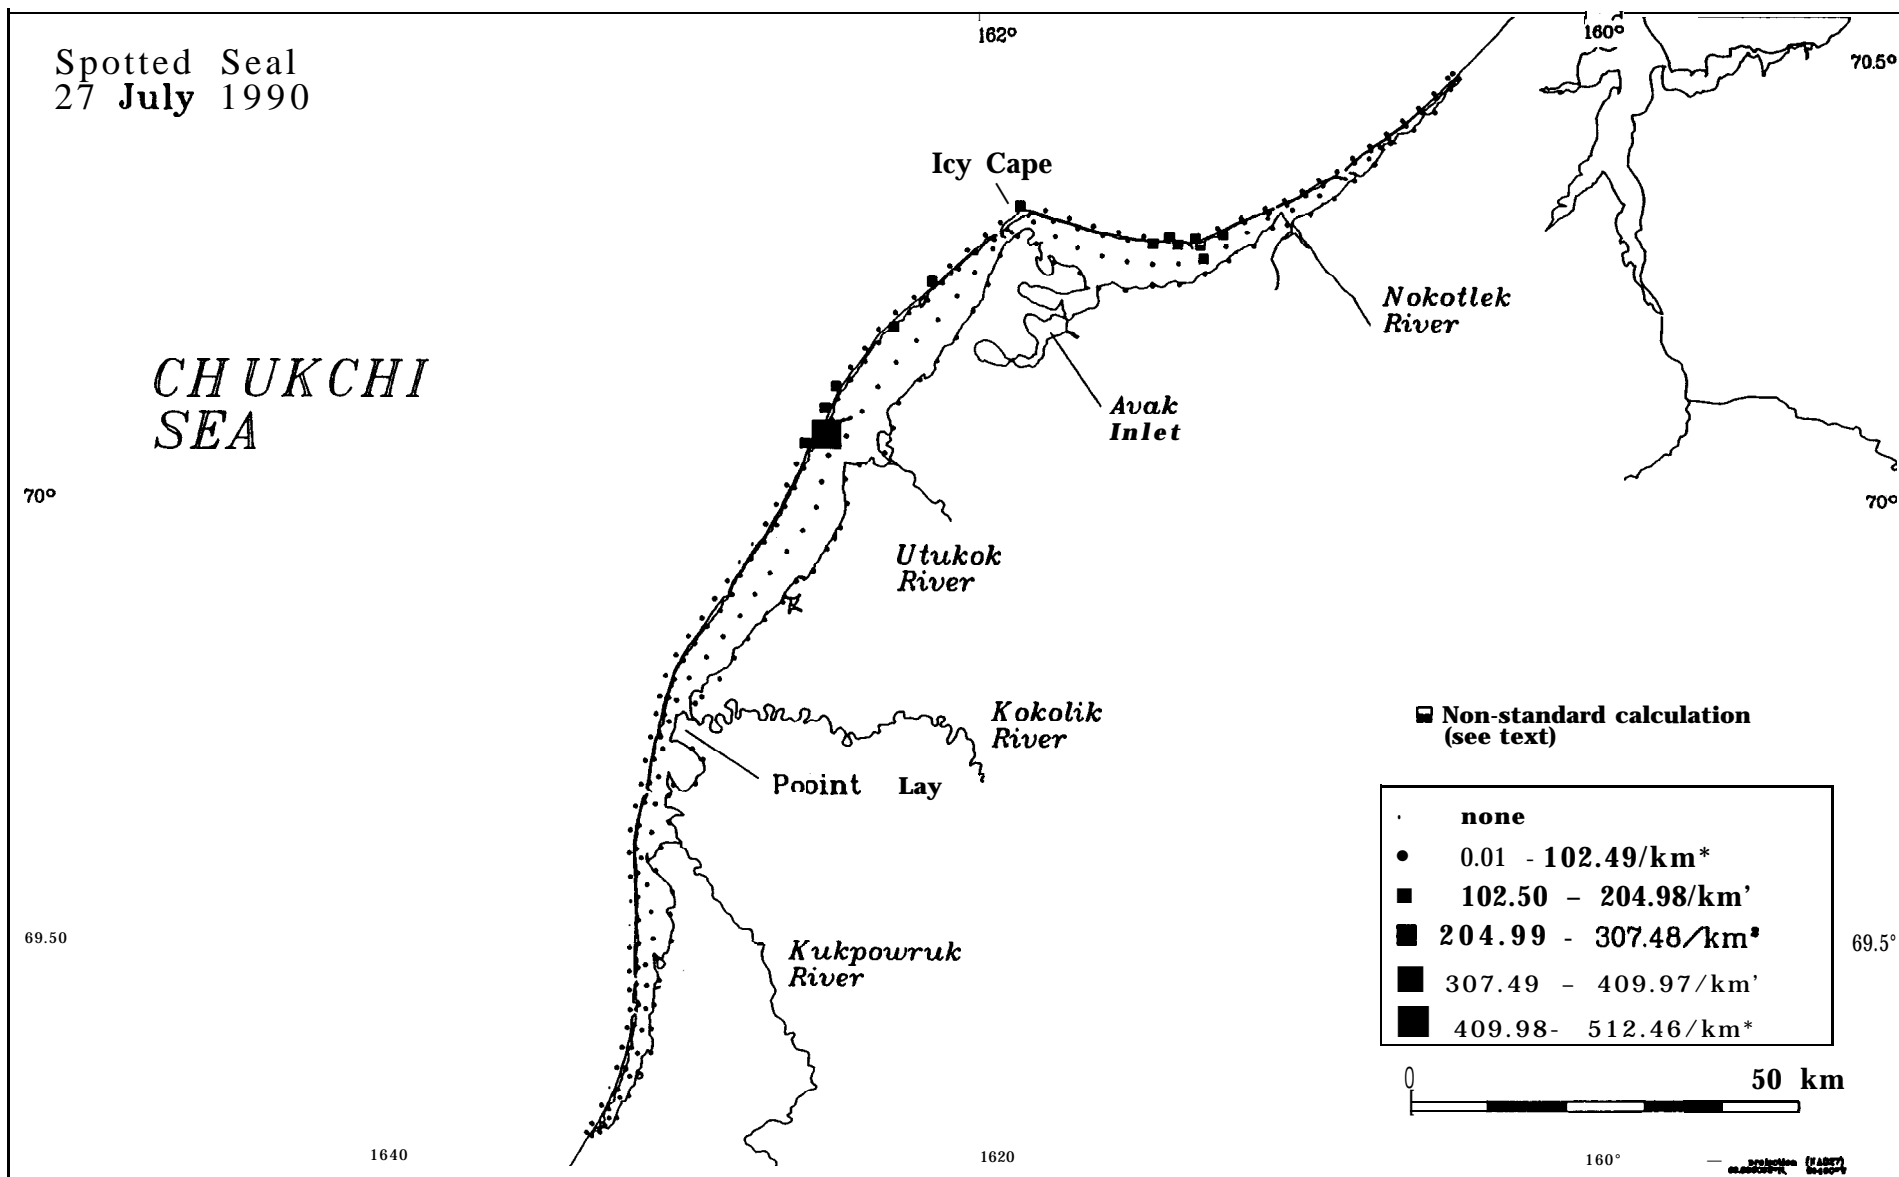 162°
160°
Spotted Seal
27 July 1990
70.5°
Icy Cape
Nokotlek
River
CHUKCHI
SEA
Avak
Inlet
70°
70°
Utukok
River
Kokolik
River
Non-standard calculation
(see text)
Pooint Lay
none
0.01 - 102.49/km*
102.50 – 204.98/km'
204.99 - 307.48/km²
307.49 – 409.97/km'
409.98- 512.46/km*
69.50
69.5°
Kukpowruk
River
0 50 km
1640
1620
160°
projection (NAD27)